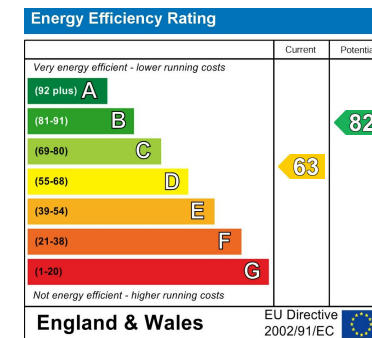 Energy Efficiency Rating
Current Potentia
Very energy efficient - lower running costs
(92 plus) A
(81-91) B
82
(69-80) C
63
(55-68) D
(39-54) E
(21-38) F
(1-20) G
Not energy efficient - higher running costs
England & Wales
EU Directive
2002/91/EC